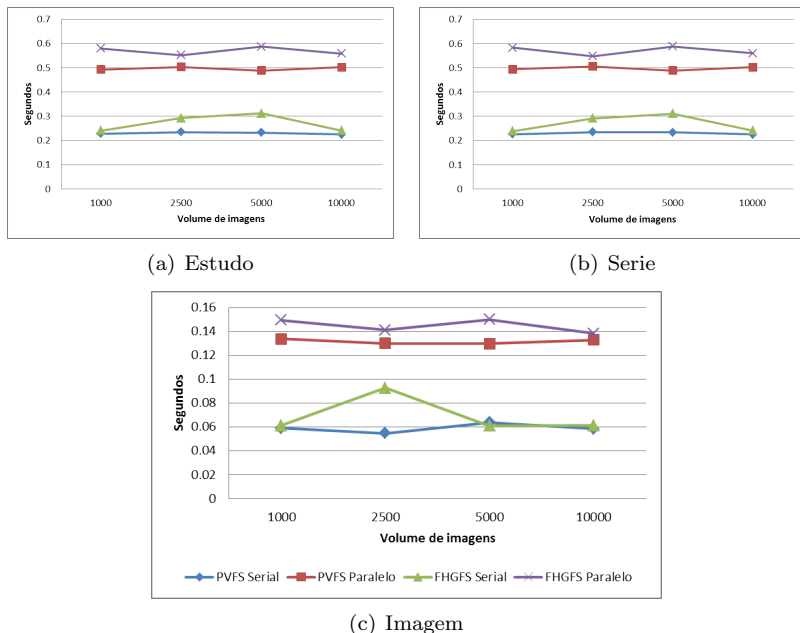 0.7
0.6
0.5
0.4
0.3
0.2
0.1
0
Segundos
1000 2500 5000 10000
Volume de imagens
(a) Estudo
0.7
0.6
0.5
0.4
0.3
0.2
0.1
0
Segundos
1000 2500 5000 10000
Volume de imagens
(b) Serie
0.16
0.14
0.12
0.1
0.08
0.06
0.04
0.02
0
Segundos
1000 2500 5000 10000
Volume de imagens
PVFS Serial PVFS Paralelo FHGFS Serial FHGFS Paralelo
(c) Imagem